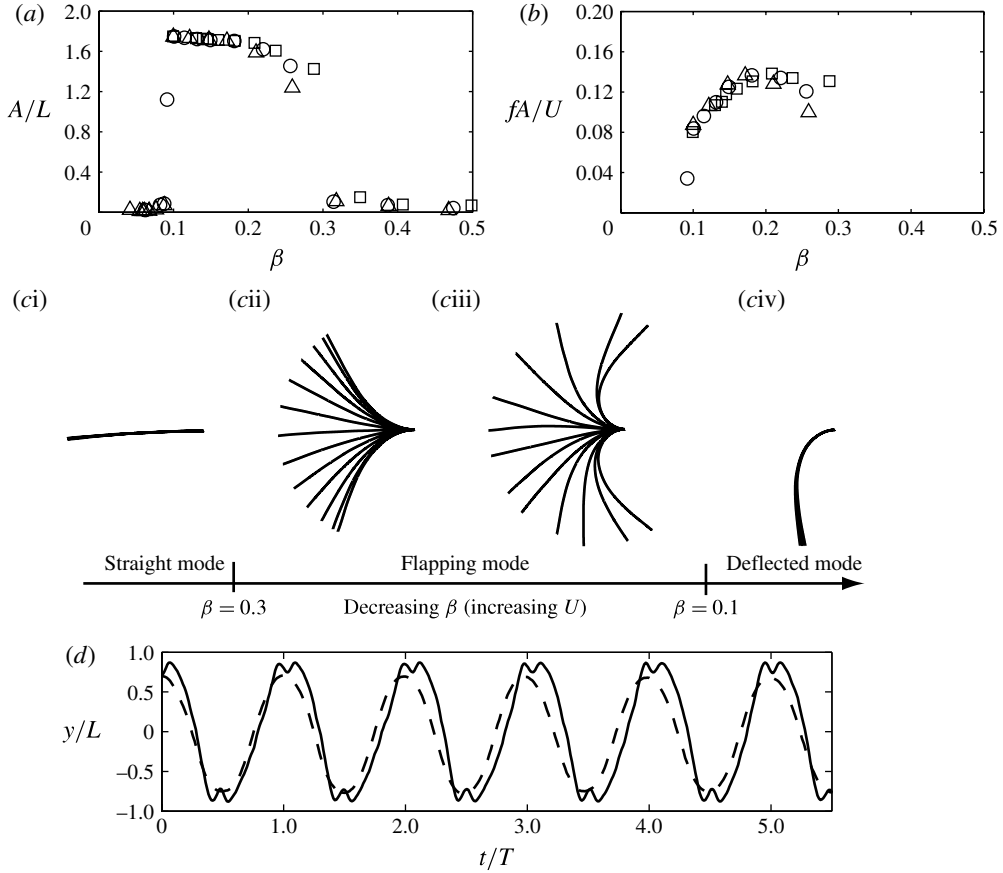 (a)
2.0
1.6
1.2
0.8
0.4
0
0.1
0.2
0.3
0.4
0.5
A/L
β
(b)
0.20
0.16
0.12
0.08
0.04
0
0.1
0.2
0.3
0.4
0.5
fA/U
β
(ci)
(cii)
(ciii)
(civ)
Straight mode
Flapping mode
Deflected mode
β = 0.3
Decreasing β (increasing U)
β = 0.1
(d)
1.0
0.5
0
–0.5
–1.0
y/L
0
1.0
2.0
3.0
4.0
5.0
t/T